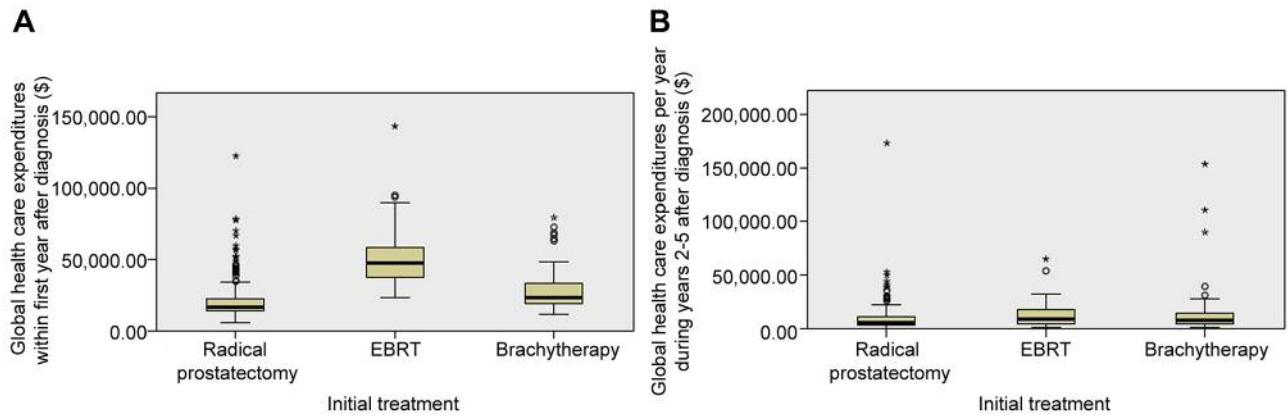 A
Global health care expenditures
within first year after diagnosis ($)
150,000.00
100,000.00
50,000.00
0.00
Radical
prostatectomy
EBRT
Brachytherapy
Initial treatment
B
Global health care expenditures per year
during years 2-5 after diagnosis ($)
200,000.00
150,000.00
100,000.00
50,000.00
0.00
Radical
prostatectomy
EBRT
Brachytherapy
Initial treatment